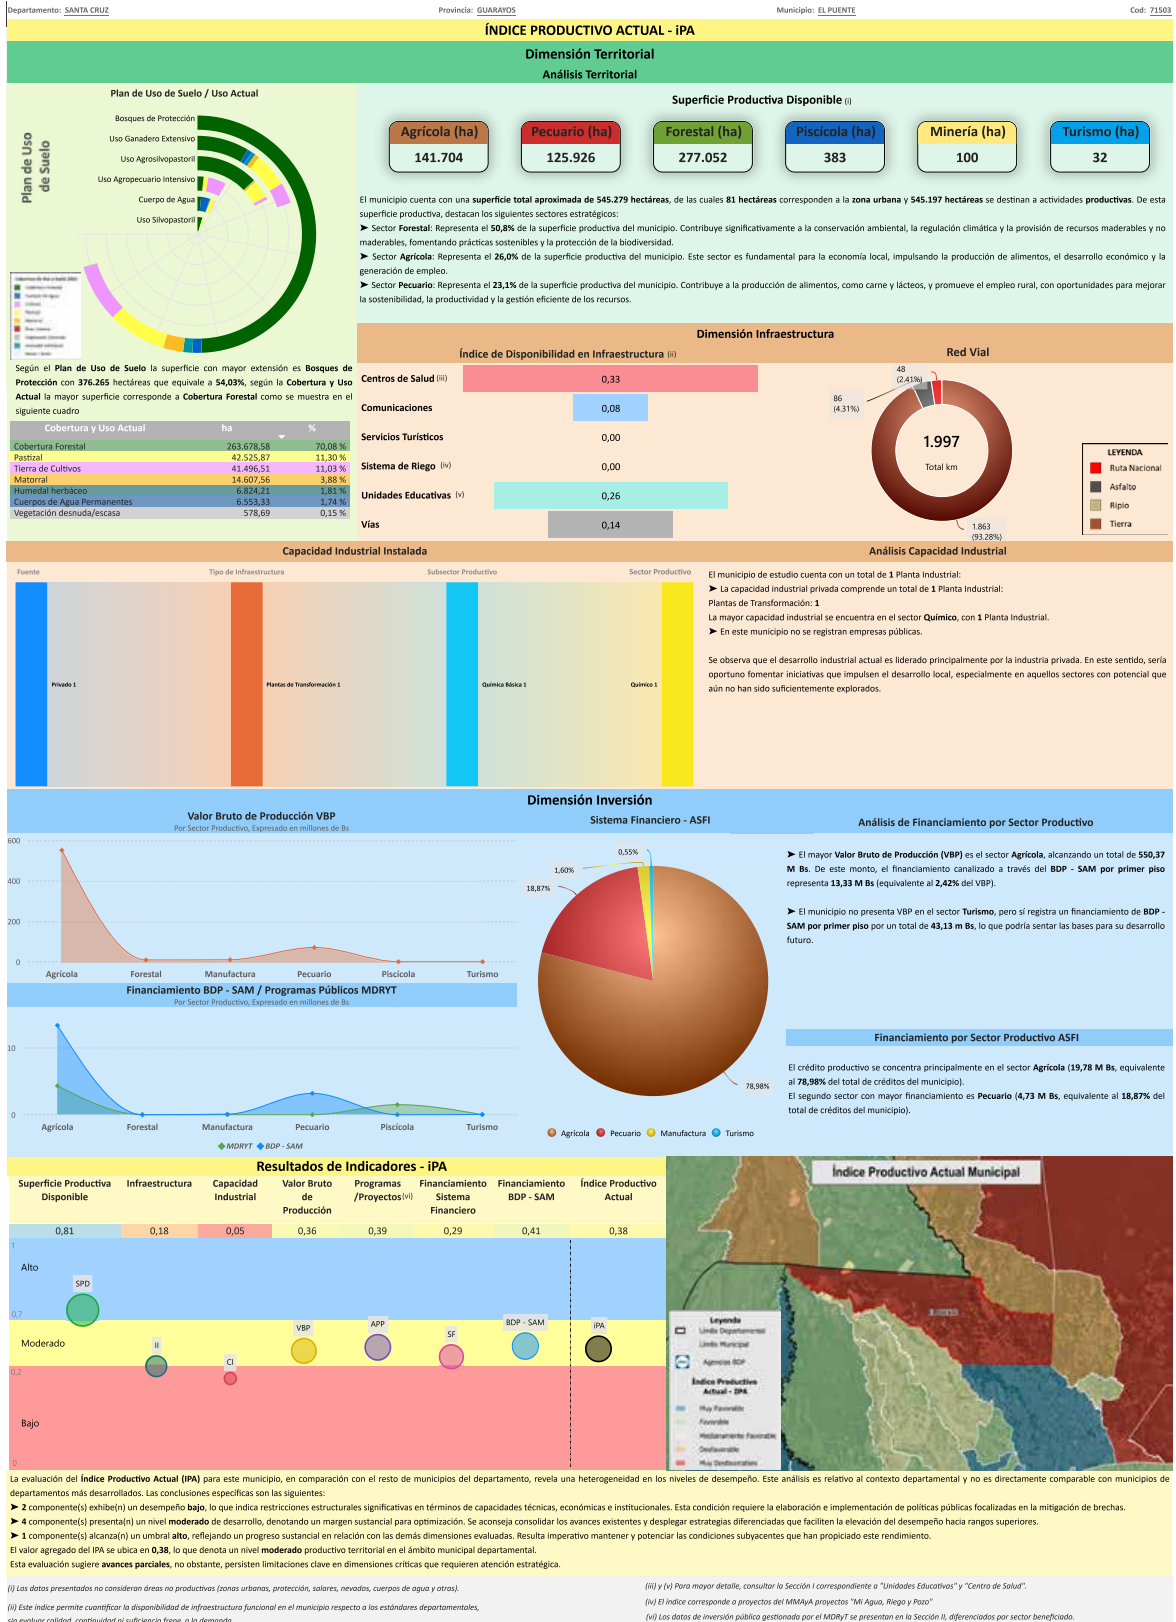 Departamento: SANTA CRUZ Provincia: GUARAYOS Municipio: EL PUENTE Cod: 71503
ÍNDICE PRODUCTIVO ACTUAL - iPA
Dimensión Territorial
Análisis Territorial
Plan de Uso de Suelo / Uso Actual
Plan de Uso
de Suelo
Bosques de Protección
Uso Ganadero Extensivo
Uso Agrosilvopastoril
Uso Agropecuario Intensivo
Cuerpo de Agua
Uso Silvopastoril
Según el Plan de Uso de Suelo la superficie con mayor extensión es Bosques de
Protección con 376.265 hectáreas que equivale a 54,03%, según la Cobertura y Uso
Actual la mayor superficie corresponde a Cobertura Forestal como se muestra en el
siguiente cuadro
Cobertura y Uso Actual ha %
Cobertura Forestal 263.678,58 70,08 %
Pastizal 42.525,87 11,30 %
Tierra de Cultivos 41.496,51 11,03 %
Matorral 14.607,56 3,88 %
Humedal herbáceo 6.824,21 1,81 %
Cuerpos de Agua Permanentes 6.553,33 1,74 %
Vegetación desnuda/escasa 578,69 0,15 %
Superficie Productiva Disponible (i)
Agrícola (ha) Pecuario (ha) Forestal (ha) Piscícola (ha) Minería (ha) Turismo (ha)
141.704 125.926 277.052 383 100 32
El municipio cuenta con una superficie total aproximada de 545.279 hectáreas, de las cuales 81 hectáreas corresponden a la zona urbana y 545.197 hectáreas se destinan a actividades productivas. De esta
superficie productiva, destacan los siguientes sectores estratégicos:
➤ Sector Forestal: Representa el 50,8% de la superficie productiva del municipio. Contribuye significativamente a la conservación ambiental, la regulación climática y la provisión de recursos maderables y no
maderables, fomentando prácticas sostenibles y la protección de la biodiversidad.
➤ Sector Agrícola: Representa el 26,0% de la superficie productiva del municipio. Este sector es fundamental para la economía local, impulsando la producción de alimentos, el desarrollo económico y la
generación de empleo.
➤ Sector Pecuario: Representa el 23,1% de la superficie productiva del municipio. Contribuye a la producción de alimentos, como carne y lácteos, y promueve el empleo rural, con oportunidades para mejorar
la sostenibilidad, la productividad y la gestión eficiente de los recursos.
Dimensión Infraestructura
Índice de Disponibilidad en Infraestructura (ii)
Centros de Salud (iii) 0,33
Comunicaciones 0,08
Servicios Turísticos 0,00
Sistema de Riego (iv) 0,00
Unidades Educativas (v) 0,26
Vías 0,14
Red Vial
48
(2.41%)
86
(4.31%)
1.997
Total km
1.863
(93.28%)
LEYENDA
Ruta Nacional
Asfalto
Ripio
Tierra
Capacidad Industrial Instalada
Fuente Tipo de Infraestructura Subsector Productivo Sector Productivo
Privado 1 Plantas de Transformación 1 Química Básica 1 Químico 1
Análisis Capacidad Industrial
El municipio de estudio cuenta con un total de 1 Planta Industrial:
➤ La capacidad industrial privada comprende un total de 1 Planta Industrial:
Plantas de Transformación: 1
La mayor capacidad industrial se encuentra en el sector Químico, con 1 Planta Industrial.
➤ En este municipio no se registran empresas públicas.
Se observa que el desarrollo industrial actual es liderado principalmente por la industria privada. En este sentido, sería
oportuno fomentar iniciativas que impulsen el desarrollo local, especialmente en aquellos sectores con potencial que
aún no han sido suficientemente explorados.
Dimensión Inversión
Valor Bruto de Producción VBP
Por Sector Productivo, Expresado en millones de Bs
600
400
200
0
Agrícola Forestal Manufactura Pecuario Piscícola Turismo
Financiamiento BDP - SAM / Programas Públicos MDRYT
Por Sector Productivo, Expresado en millones de Bs
10
0
Agrícola Forestal Manufactura Pecuario Piscícola Turismo
MDRYT BDP - SAM
Sistema Financiero - ASFI
0,55%
1,60%
18,87%
78,98%
Agrícola Pecuario Manufactura Turismo
Análisis de Financiamiento por Sector Productivo
➤ El mayor Valor Bruto de Producción (VBP) es el sector Agrícola, alcanzando un total de 550,37
M Bs. De este monto, el financiamiento canalizado a través del BDP - SAM por primer piso
representa 13,33 M Bs (equivalente al 2,42% del VBP).
➤ El municipio no presenta VBP en el sector Turismo, pero sí registra un financiamiento de BDP -
SAM por primer piso por un total de 43,13 m Bs, lo que podría sentar las bases para su desarrollo
futuro.
Financiamiento por Sector Productivo ASFI
El crédito productivo se concentra principalmente en el sector Agrícola (19,78 M Bs, equivalente
al 78,98% del total de créditos del municipio).
El segundo sector con mayor financiamiento es Pecuario (4,73 M Bs, equivalente al 18,87% del
total de créditos del municipio).
Resultados de Indicadores - iPA
Superficie Productiva Disponible Infraestructura Capacidad Industrial Valor Bruto de Producción Programas /Proyectos(vi) Financiamiento Sistema Financiero Financiamiento BDP - SAM Índice Productivo Actual
0,81 0,18 0,05 0,36 0,39 0,29 0,41 0,38
1
Alto
SPD
0,7
Moderado
II CI VBP APP SF BDP - SAM iPA
0,2
Bajo
0
Índice Productivo Actual Municipal
Leyenda
Límite Departamental
Límite Municipal
Agencias BDP
Índice Productivo
Actual - IPA
Muy Favorable
Favorable
Medianamente Favorable
Desfavorable
Muy Desfavorable
La evaluación del Índice Productivo Actual (IPA) para este municipio, en comparación con el resto de municipios del departamento, revela una heterogeneidad en los niveles de desempeño. Este análisis es relativo al contexto departamental y no es directamente comparable con municipios de
departamentos más desarrollados. Las conclusiones específicas son las siguientes:
➤ 2 componente(s) exhibe(n) un desempeño bajo, lo que indica restricciones estructurales significativas en términos de capacidades técnicas, económicas e institucionales. Esta condición requiere la elaboración e implementación de políticas públicas focalizadas en la mitigación de brechas.
➤ 4 componente(s) presenta(n) un nivel moderado de desarrollo, denotando un margen sustancial para optimización. Se aconseja consolidar los avances existentes y desplegar estrategias diferenciadas que faciliten la elevación del desempeño hacia rangos superiores.
➤ 1 componente(s) alcanza(n) un umbral alto, reflejando un progreso sustancial en relación con las demás dimensiones evaluadas. Resulta imperativo mantener y potenciar las condiciones subyacentes que han propiciado este rendimiento.
El valor agregado del IPA se ubica en 0,38, lo que denota un nivel moderado productivo territorial en el ámbito municipal departamental.
Esta evaluación sugiere avances parciales, no obstante, persisten limitaciones clave en dimensiones críticas que requieren atención estratégica.
(i) Los datos presentados no consideran áreas no productivas (zonas urbanas, protección, salares, nevados, cuerpos de agua y otras).
(ii) Este índice permite cuantificar la disponibilidad de infraestructura funcional en el municipio respecto a los estándares departamentales,
sin evaluar calidad, continuidad ni suficiencia frene a la demanda
(iii) y (v) Para mayor detalle, consultar la Sección I correspondiente a "Unidades Educativas" y "Centro de Salud".
(iv) El índice corresponde a proyectos del MMAyA proyectos "Mi Agua, Riego y Pozo"
(vi) Los datos de inversión pública gestionada por el MDRyT se presentan en la Sección II, diferenciados por sector beneficiado.